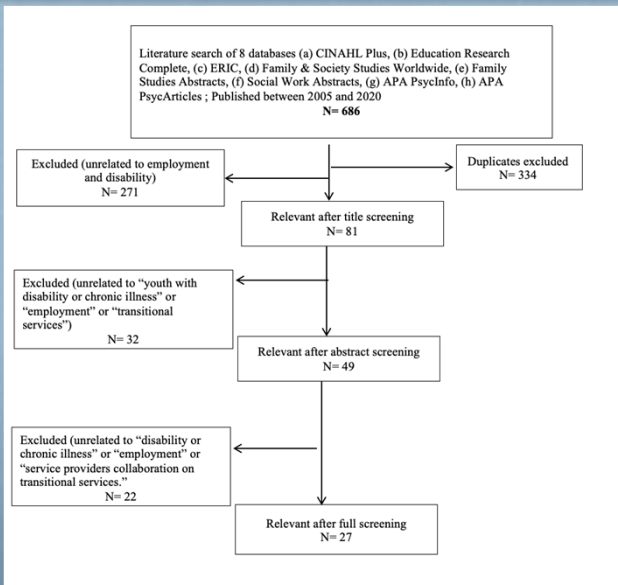 Literature search of 8 databases (a) CINAHL Plus, (b) Education Research
Complete, (c) ERIC, (d) Family & Society Studies Worldwide, (e) Family
Studies Abstracts, (f) Social Work Abstracts, (g) APA PsycInfo, (h) APA
PsycArticles ; Published between 2005 and 2020
N= 686
Excluded (unrelated to employment
and disability)
N= 271
Duplicates excluded
N= 334
Relevant after title screening
N= 81
Excluded (unrelated to “youth with
disability or chronic illness” or
“employment” or “transitional
services”)
N= 32
Relevant after abstract screening
N= 49
Excluded (unrelated to “disability or
chronic illness” or “employment” or
“service providers collaboration on
transitional services.”
N= 22
Relevant after full screening
N= 27